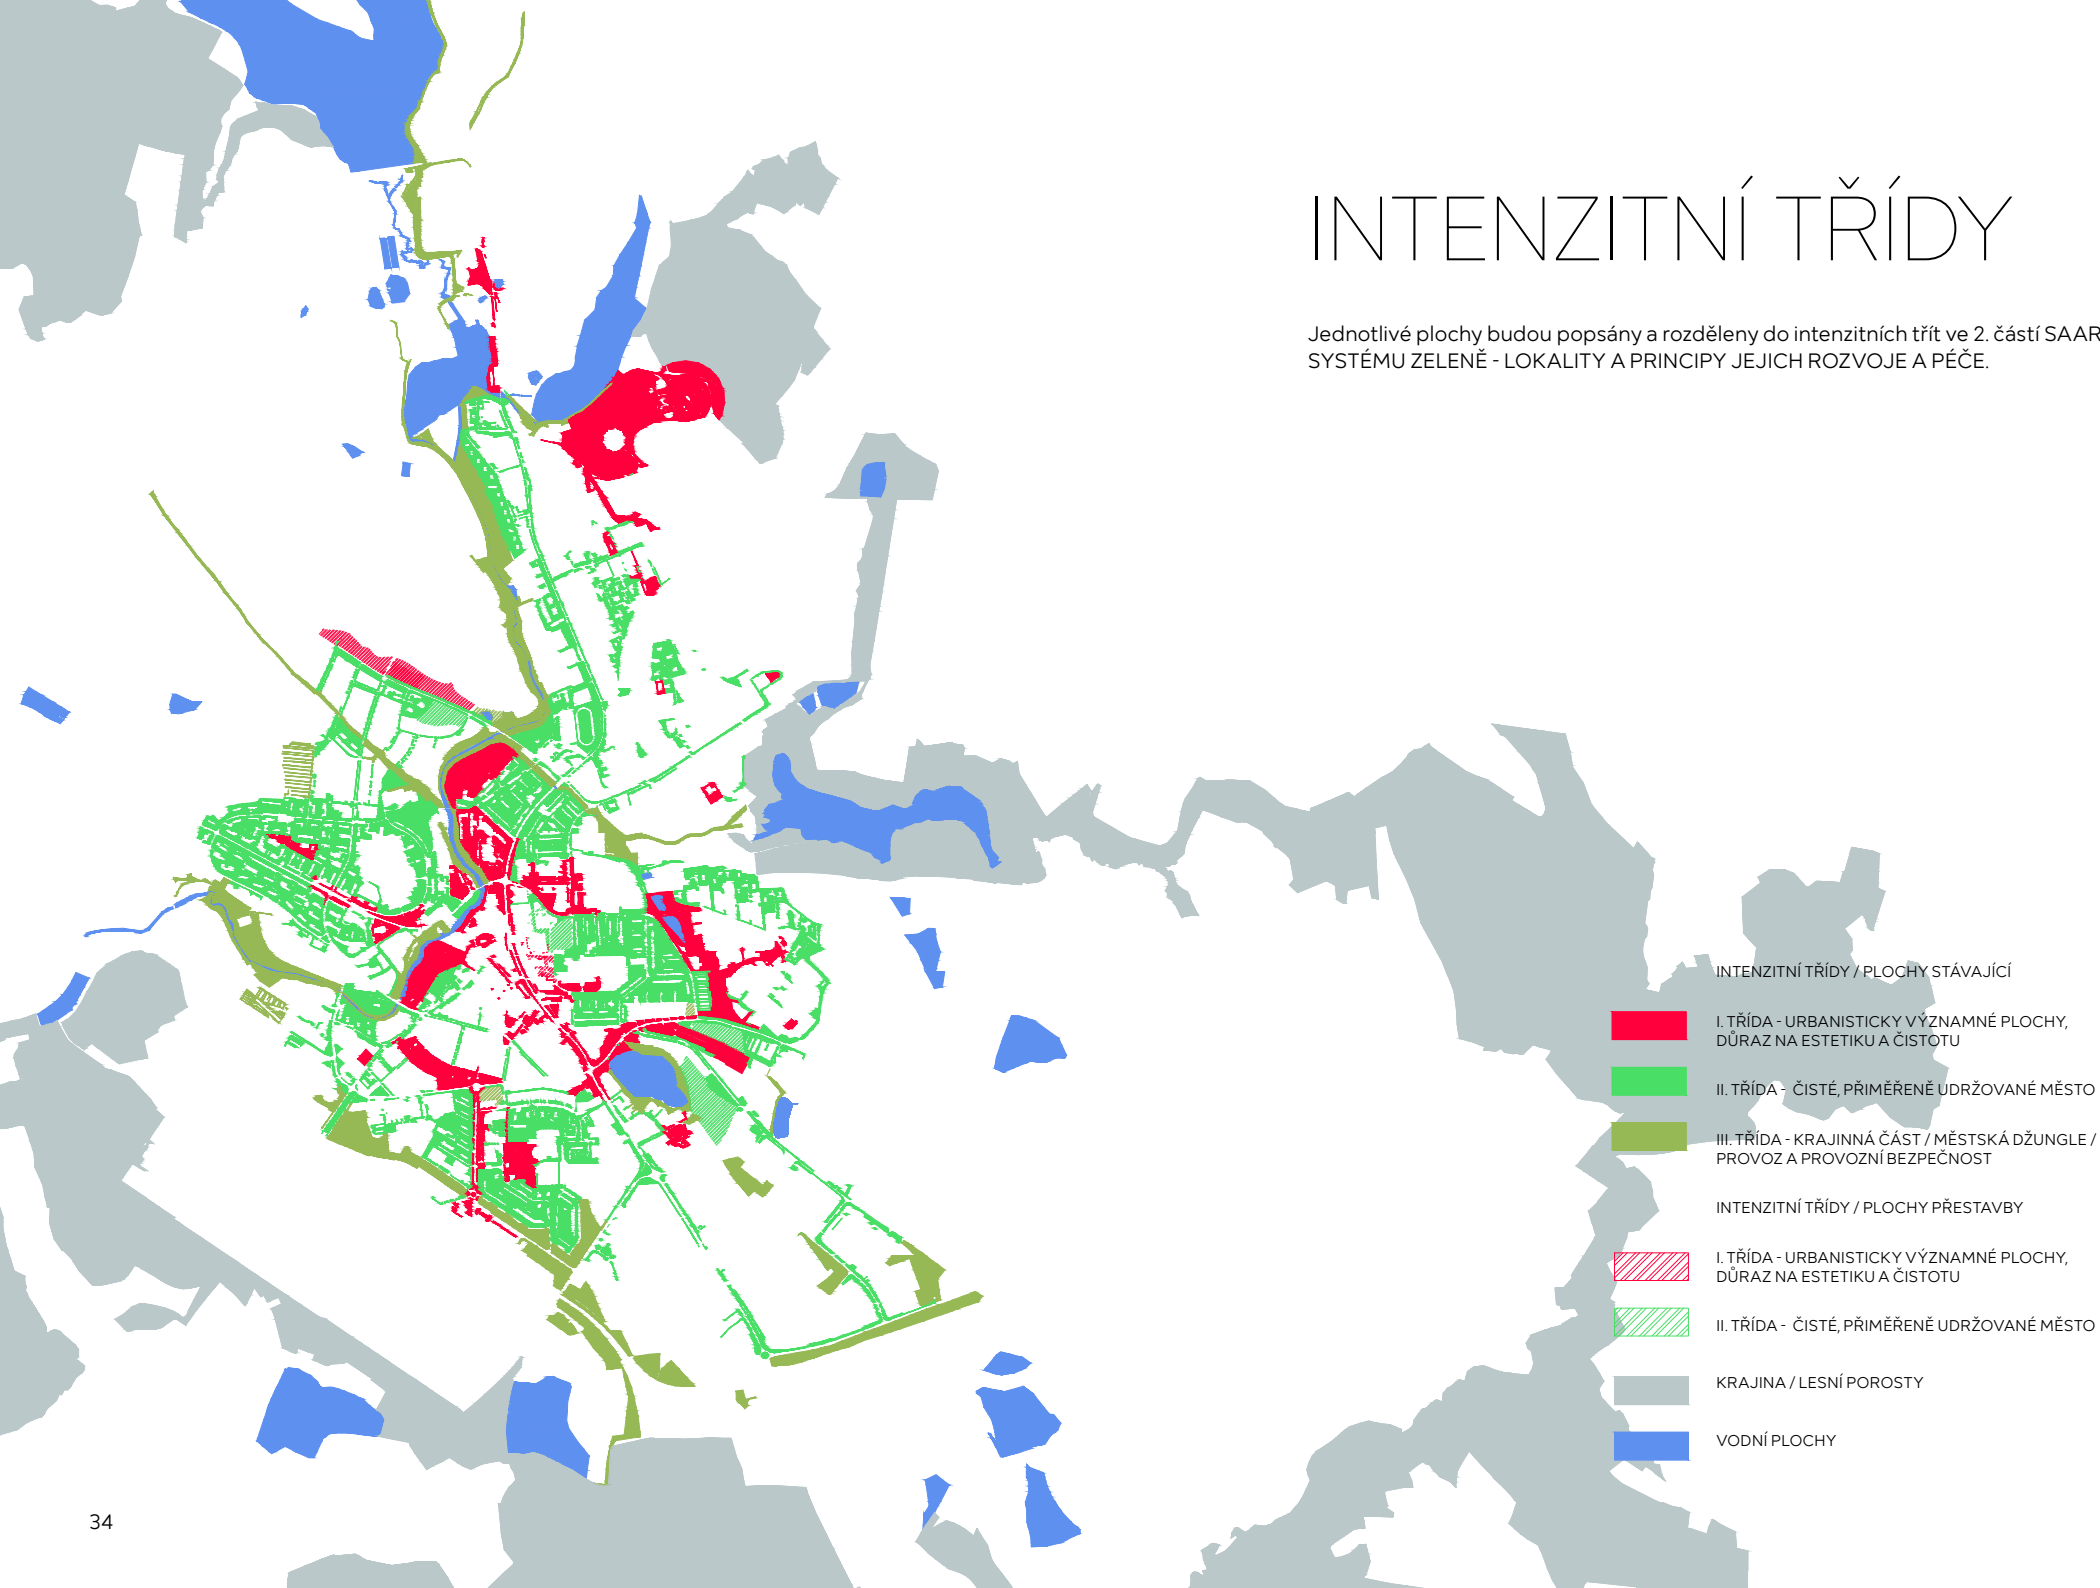 INTENZITNÍ TŘÍDY
Jednotlivé plochy budou popsány a rozděleny do intenzitních třít ve 2. částí SAAR
SYSTÉMU ZELENĚ - LOKALITY A PRINCIPY JEJICH ROZVOJE A PÉČE.
INTENZITNÍ TŘÍDY / PLOCHY STÁVAJÍCÍ
I. TŘÍDA - URBANISTICKY VÝZNAMNÉ PLOCHY,
DŮRAZ NA ESTETIKU A ČISTOTU
II. TŘÍDA - ČISTÉ, PŘIMĚŘENĚ UDRŽOVANÉ MĚSTO
III. TŘÍDA - KRAJINNÁ ČÁST / MĚSTSKÁ DŽUNGLE /
PROVOZ A PROVOZNÍ BEZPEČNOST
INTENZITNÍ TŘÍDY / PLOCHY PŘESTAVBY
I. TŘÍDA - URBANISTICKY VÝZNAMNÉ PLOCHY,
DŮRAZ NA ESTETIKU A ČISTOTU
II. TŘÍDA - ČISTÉ, PŘIMĚŘENĚ UDRŽOVANÉ MĚSTO
KRAJINA / LESNÍ POROSTY
VODNÍ PLOCHY
34